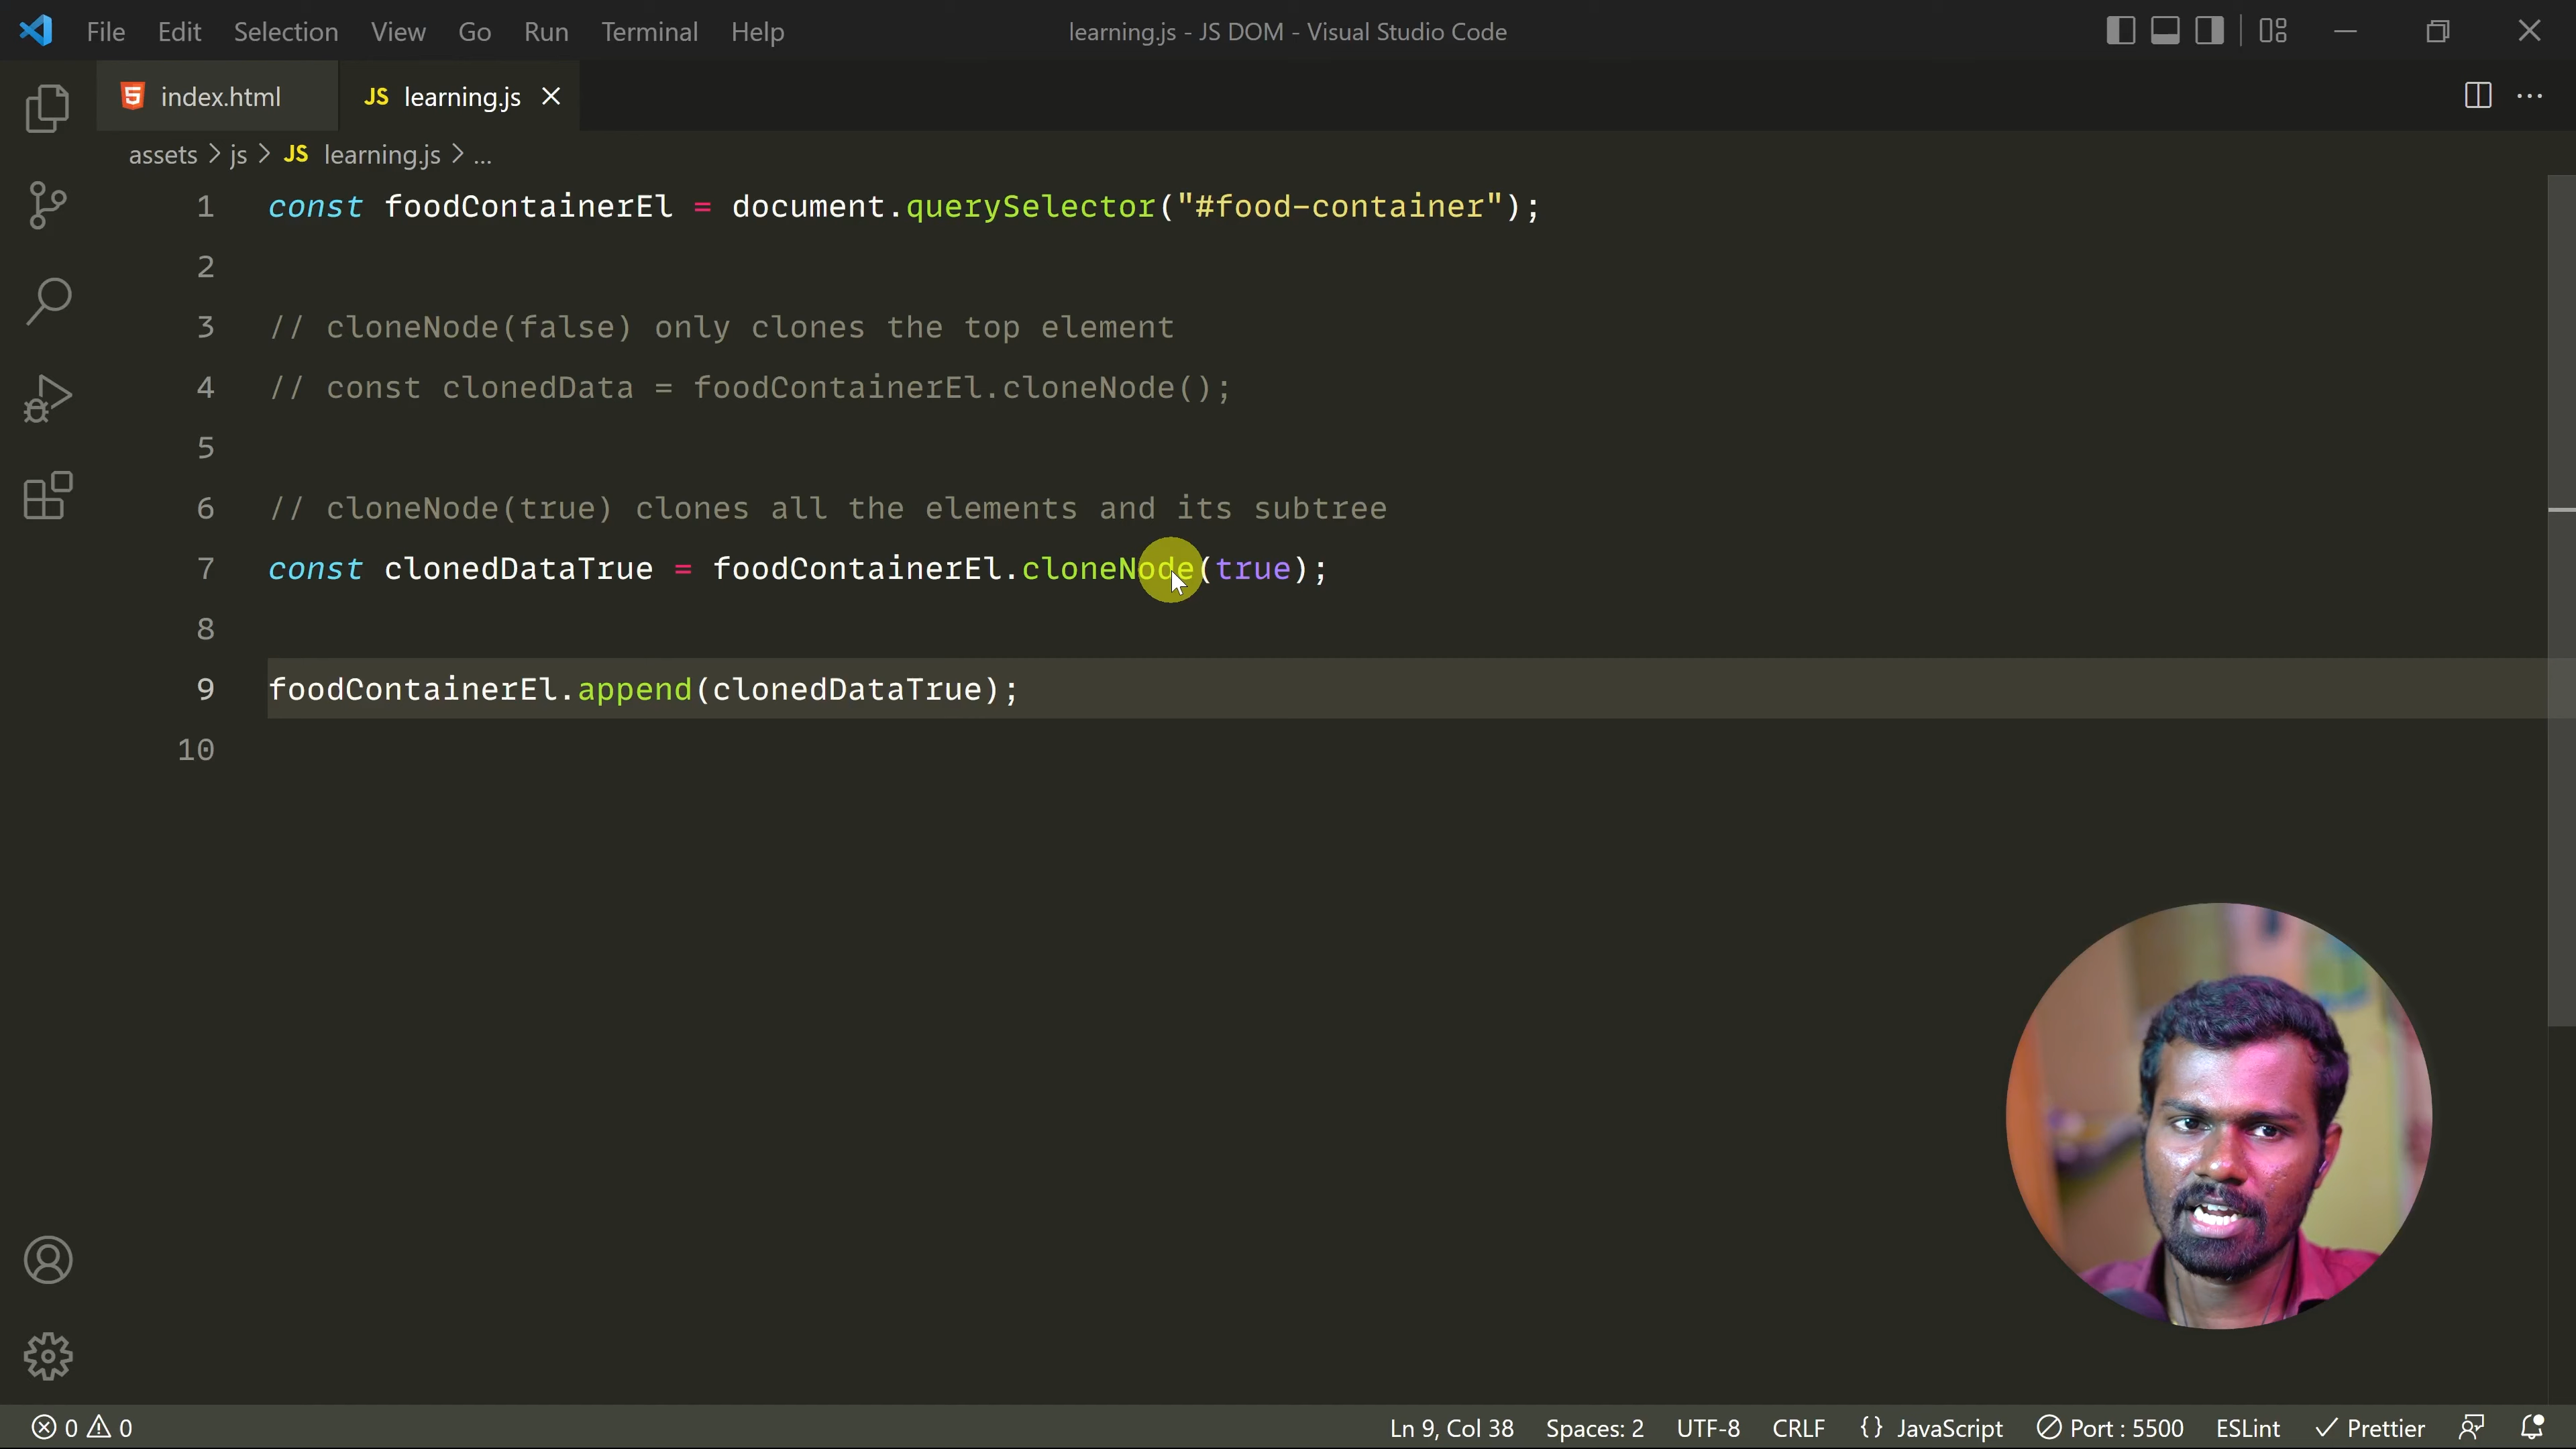 File Edit Selection View Go Run Terminal Help learning.js - JS DOM - Visual Studio Code
index.html JS learning.js
assets > js > JS learning.js > ...
1 const foodContainerEl = document.querySelector("#food-container");
2
3 // cloneNode(false) only clones the top element
4 // const clonedData = foodContainerEl.cloneNode();
5
6 // cloneNode(true) clones all the elements and its subtree
7 const clonedDataTrue = foodContainerEl.cloneNode(true);
8
9 foodContainerEl.append(clonedDataTrue);
10
0 0 Ln 9, Col 38 Spaces: 2 UTF-8 CRLF {} JavaScript Port : 5500 ESLint Prettier